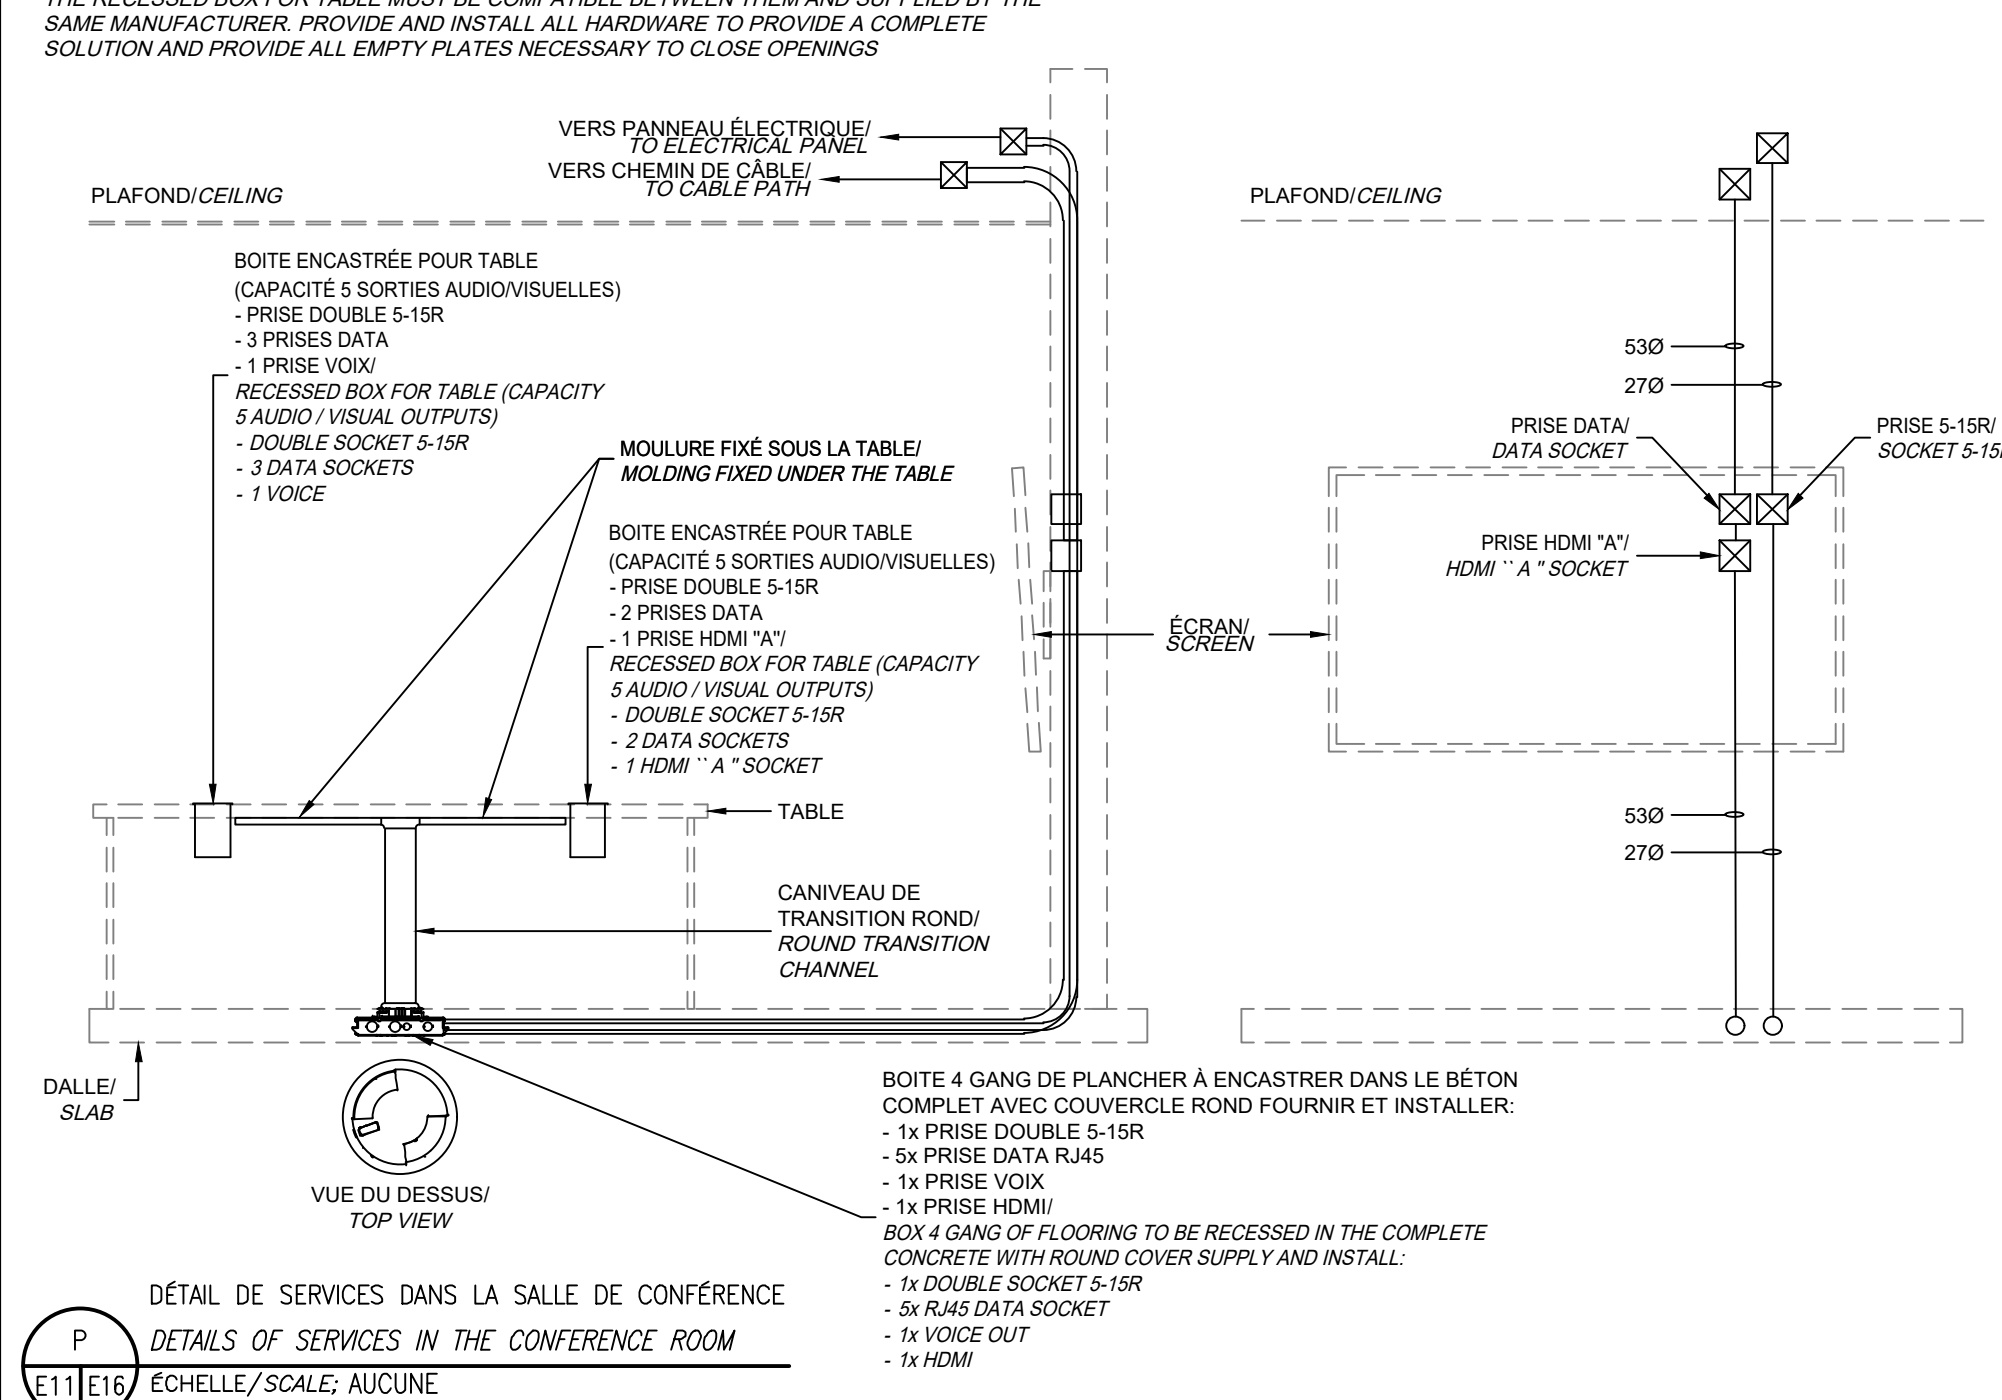 THE RECESSED BOX FOR TABLE MUST BE COMPATIBLE BETWEEN THEM AND SUPPLIED BY THE
SAME MANUFACTURER. PROVIDE AND INSTALL ALL HARDWARE TO PROVIDE A COMPLETE
SOLUTION AND PROVIDE ALL EMPTY PLATES NECESSARY TO CLOSE OPENINGS
VERS PANNEAU ÉLECTRIQUE/
TO ELECTRICAL PANEL
VERS CHEMIN DE CÂBLE/
TO CABLE PATH
PLAFOND/CEILING
BOITE ENCASTRÉE POUR TABLE
(CAPACITÉ 5 SORTIES AUDIO/VISUELLES)
- PRISE DOUBLE 5-15R
- 3 PRISES DATA
- 1 PRISE VOIX/
RECESSED BOX FOR TABLE (CAPACITY
5 AUDIO / VISUAL OUTPUTS)
- DOUBLE SOCKET 5-15R
- 3 DATA SOCKETS
- 1 VOICE
MOULURE FIXÉ SOUS LA TABLE/
MOLDING FIXED UNDER THE TABLE
BOITE ENCASTRÉE POUR TABLE
(CAPACITÉ 5 SORTIES AUDIO/VISUELLES)
- PRISE DOUBLE 5-15R
- 2 PRISES DATA
- 1 PRISE HDMI "A"/
RECESSED BOX FOR TABLE (CAPACITY
5 AUDIO / VISUAL OUTPUTS)
- DOUBLE SOCKET 5-15R
- 2 DATA SOCKETS
- 1 HDMI `` A " SOCKET
TABLE
CANIVEAU DE
TRANSITION ROND/
ROUND TRANSITION
CHANNEL
DALLE/
SLAB
VUE DU DESSUS/
TOP VIEW
ÉCRAN/
SCREEN
PLAFOND/CEILING
53Ø
27Ø
PRISE DATA/
DATA SOCKET
PRISE 5-15R/
SOCKET 5-15R
PRISE HDMI "A"/
HDMI `` A " SOCKET
53Ø
27Ø
BOITE 4 GANG DE PLANCHER À ENCASTRER DANS LE BÉTON
COMPLET AVEC COUVERCLE ROND FOURNIR ET INSTALLER:
- 1x PRISE DOUBLE 5-15R
- 5x PRISE DATA RJ45
- 1x PRISE VOIX
- 1x PRISE HDMI/
BOX 4 GANG OF FLOORING TO BE RECESSED IN THE COMPLETE
CONCRETE WITH ROUND COVER SUPPLY AND INSTALL:
- 1x DOUBLE SOCKET 5-15R
- 5x RJ45 DATA SOCKET
- 1x VOICE OUT
- 1x HDMI
DÉTAIL DE SERVICES DANS LA SALLE DE CONFÉRENCE
P
DETAILS OF SERVICES IN THE CONFERENCE ROOM
E11 E16
ÉCHELLE/SCALE; AUCUNE